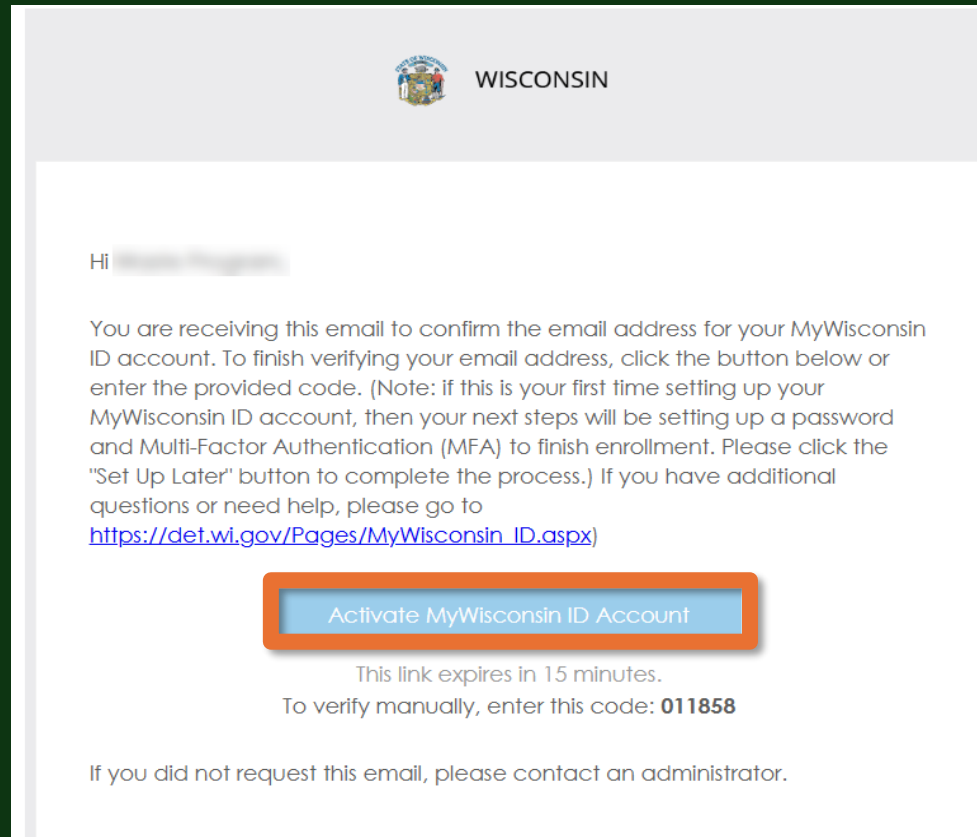 WISCONSIN
Hi
You are receiving this email to confirm the email address for your MyWisconsin
ID account. To finish verifying your email address, click the button below or
enter the provided code. (Note: if this is your first time setting up your
MyWisconsin ID account, then your next steps will be setting up a password
and Multi-Factor Authentication (MFA) to finish enrollment. Please click the
"Set Up Later" button to complete the process.) If you have additional
questions or need help, please go to
https://det.wi.gov/Pages/MyWisconsin_ID.aspx)
Activate MyWisconsin ID Account
This link expires in 15 minutes.
To verify manually, enter this code: 011858
If you did not request this email, please contact an administrator.